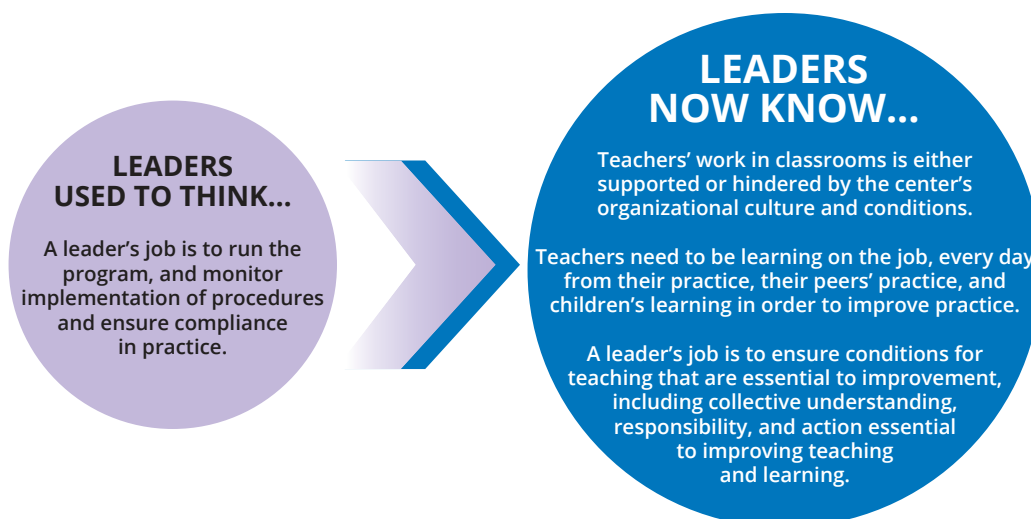 LEADERS
USED TO THINK...
A leader's job is to run the
program, and monitor
implementation of procedures
and ensure compliance
in practice.
LEADERS
NOW KNOW...
Teachers' work in classrooms is either
supported or hindered by the center's
organizational culture and conditions.
Teachers need to be learning on the job, every day
from their practice, their peers' practice, and
children's learning in order to improve practice.
A leader's job is to ensure conditions for
teaching that are essential to improvement,
including collective understanding,
responsibility, and action essential
to improving teaching
and learning.